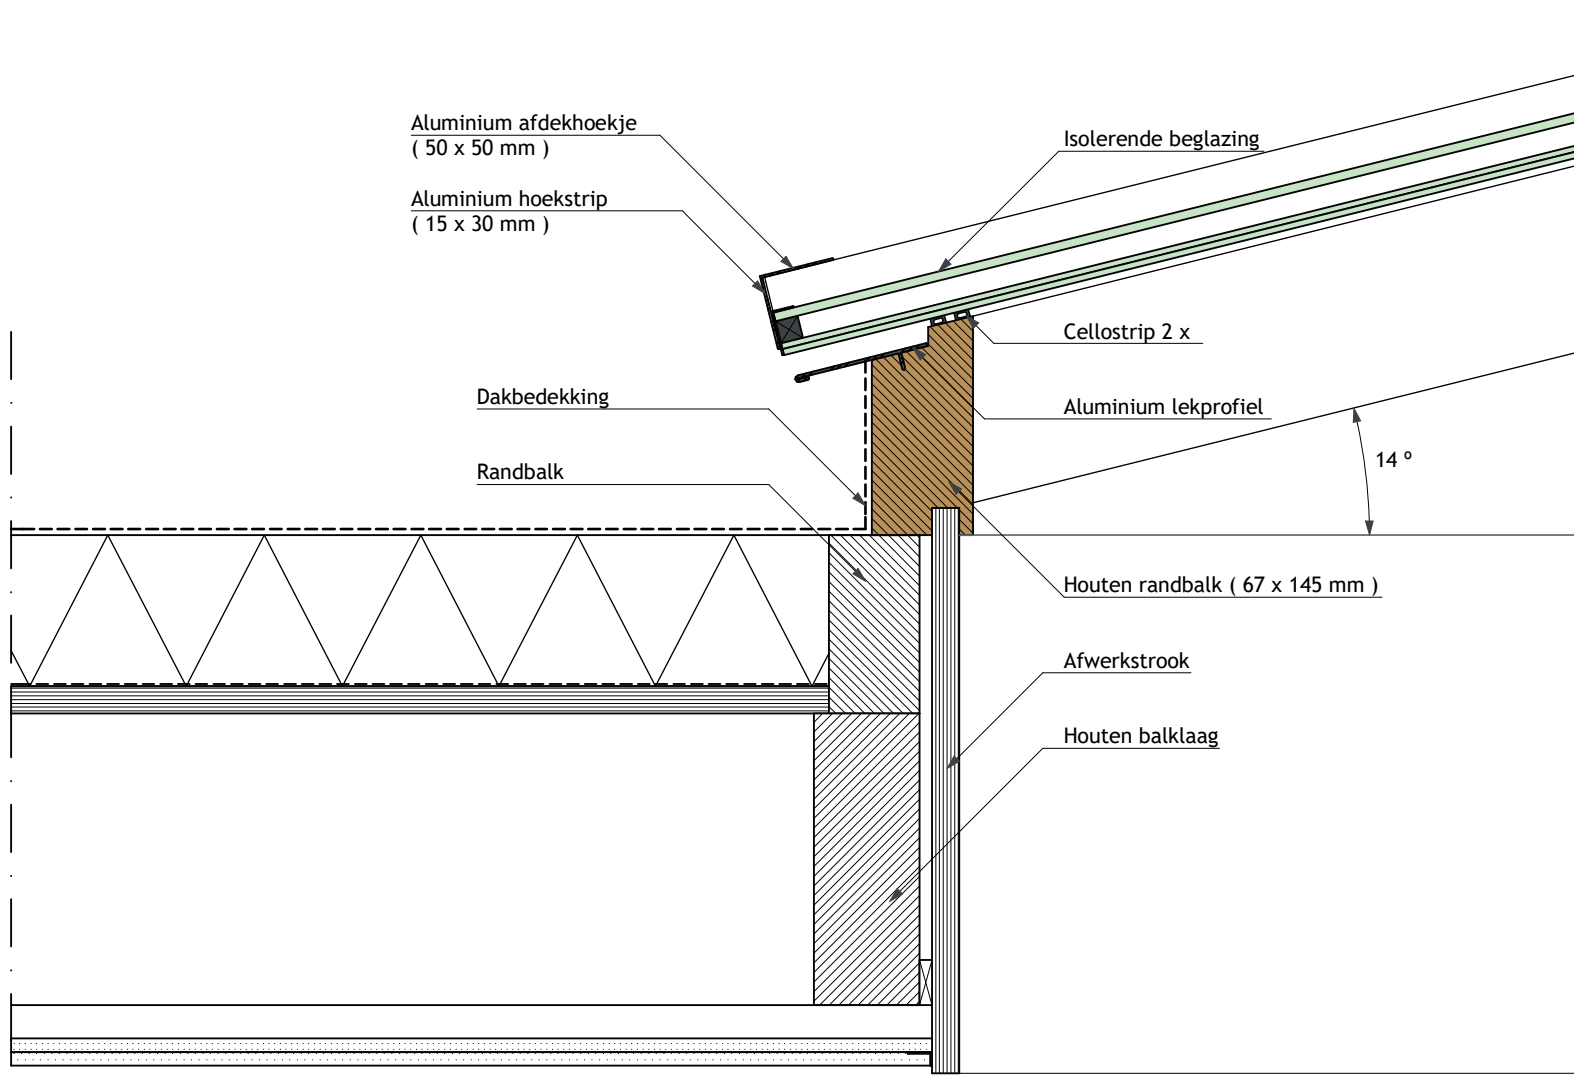 Aluminium afdekhoekje
( 50 x 50 mm )
Isolerende beglazing
Aluminium hoekstrip
( 15 x 30 mm )
Cellostrip 2 x
Dakbedekking
Aluminium lekprofiel
14 º
Randbalk
Houten randbalk ( 67 x 145 mm )
Afwerkstrook
Houten balklaag